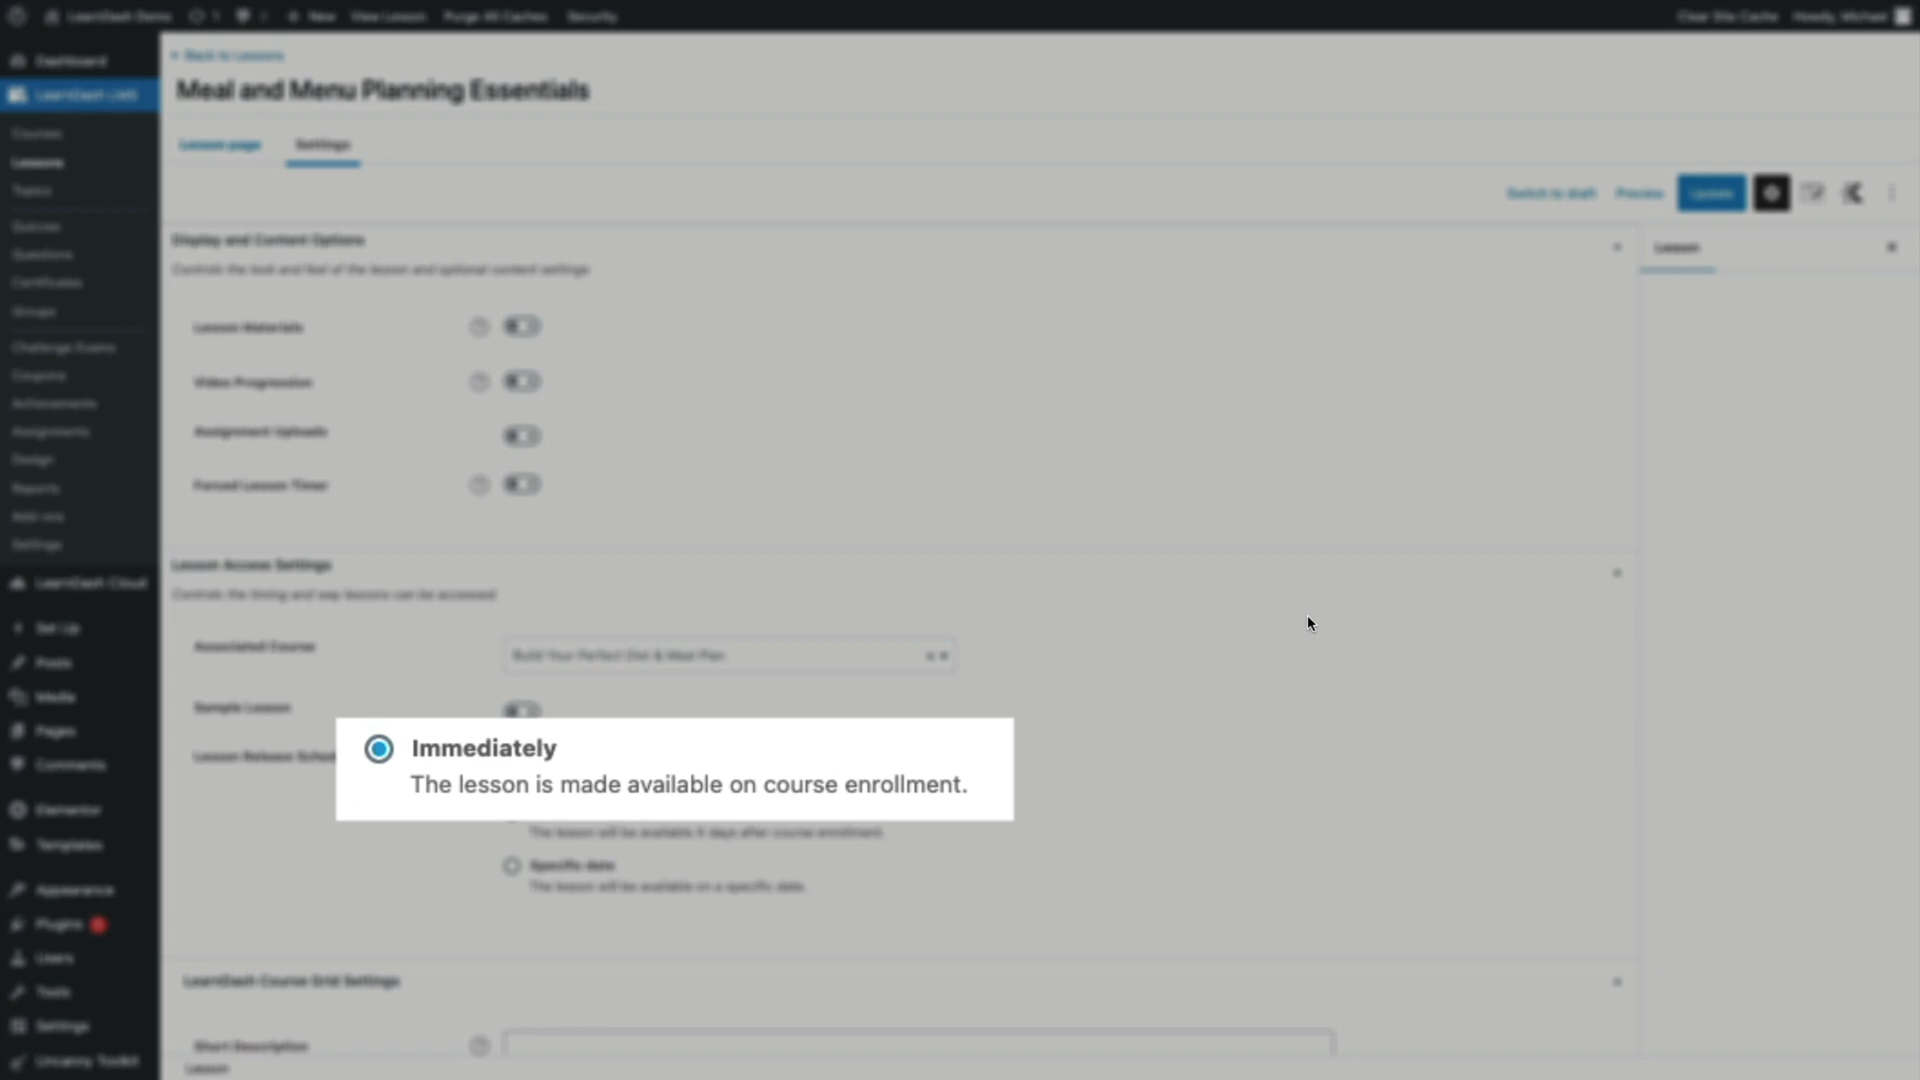 LearnDash Demo
1
New
View Lesson
Purge All Caches
Security
Clear Site Cache
Howdy, Michael
Dashboard
LearnDash LMS
Courses
Lessons
Topics
Quizzes
Questions
Certificates
Groups
Challenge Exams
Coupons
Achievements
Assignments
Design
Reports
Add-ons
Settings
LearnDash Cloud
Set Up
Posts
Media
Pages
Comments
Elementor
Templates
Appearance
Plugins
Users
Tools
Settings
Uncanny Toolkit
Back to Lessons
Meal and Menu Planning Essentials
Lesson page
Settings
Switch to draft
Preview
Update
Lesson
Display and Content Options
Controls the look and feel of the lesson and optional content settings
Lesson Materials
Video Progression
Assignment Uploads
Forced Lesson Timer
Lesson Access Settings
Controls the timing and way lessons can be accessed
Associated Course
Build Your Perfect Diet & Meal Plan
Sample Lesson
Lesson Release
Immediately
The lesson is made available on course enrollment.
The lesson will be available X days after course enrollment.
Specific date
The lesson will be available on a specific date.
LearnDash Course Grid Settings
Short Description
Lesson